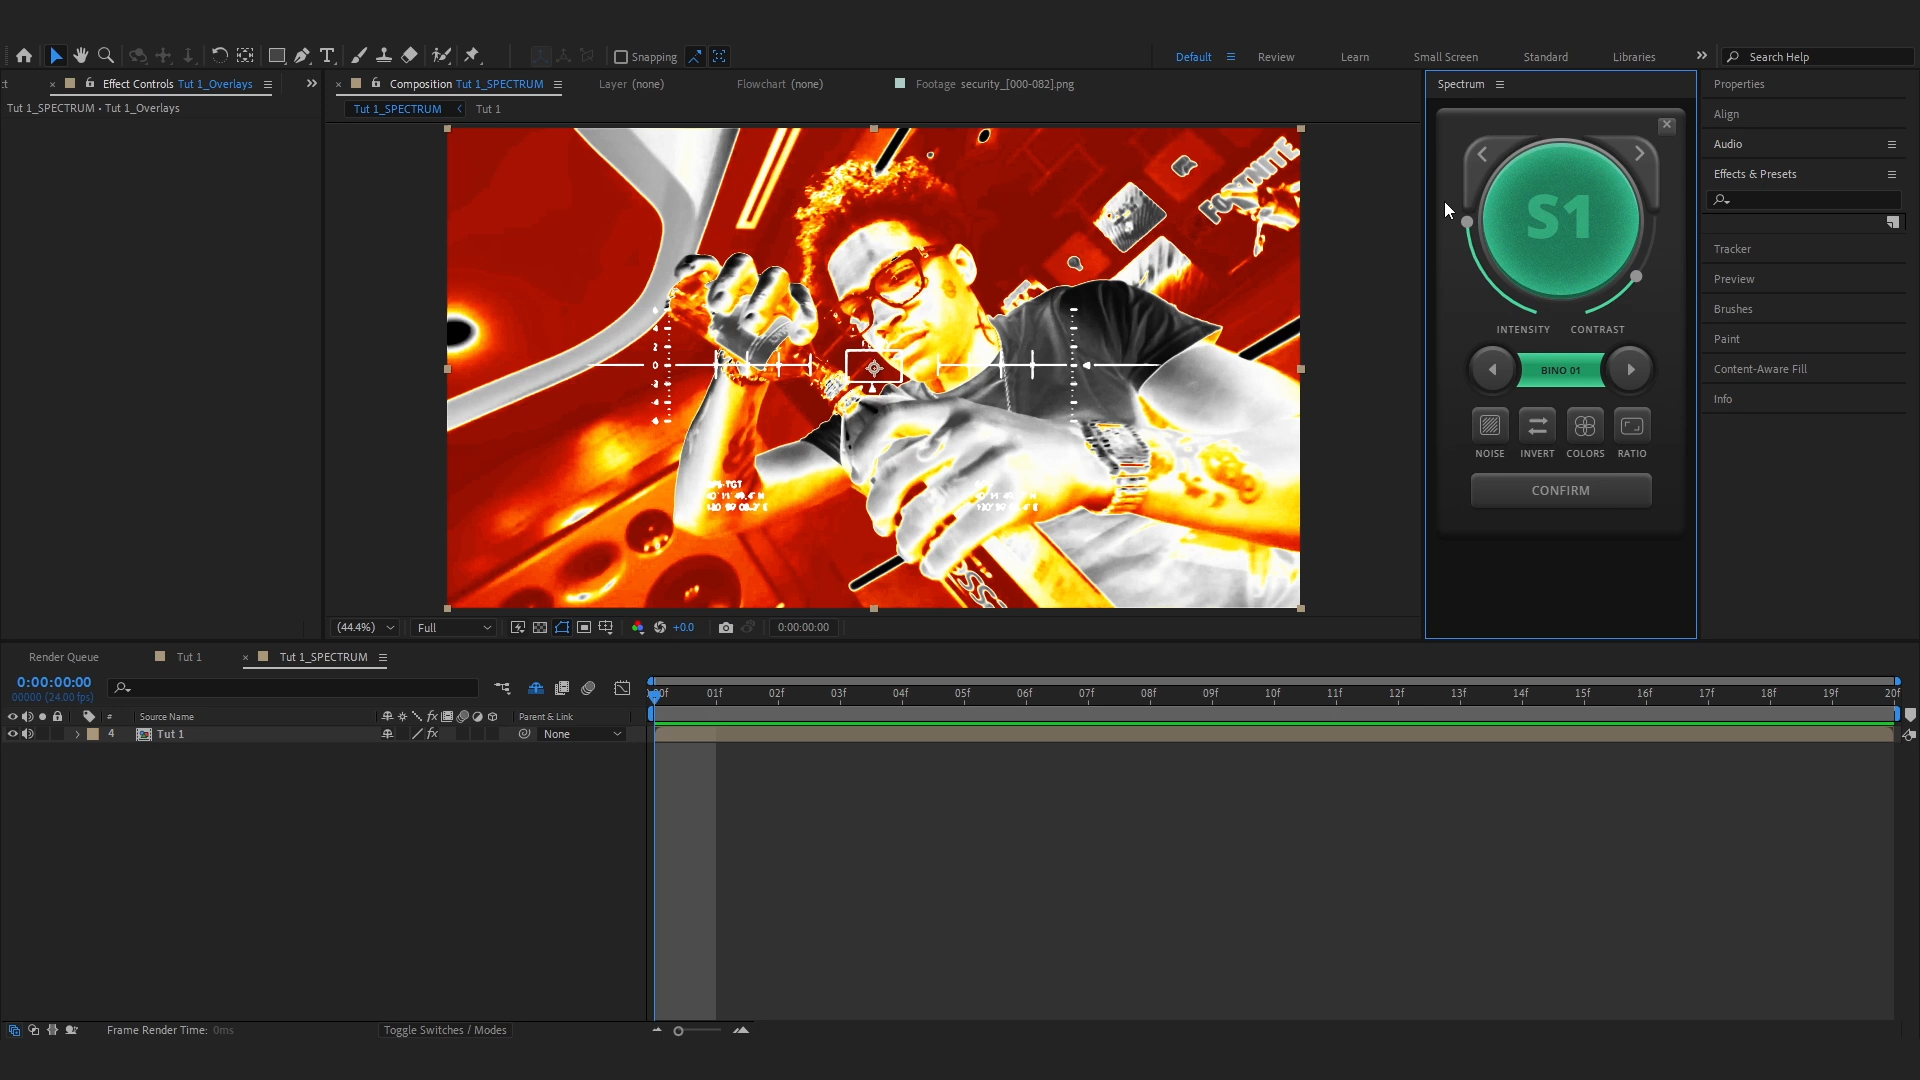 Snapping
Default
Review
Learn
Small Screen
Standard
Libraries
Search Help
Effect Controls Tut 1_Overlays
Composition Tut 1_SPECTRUM
Layer (none)
Flowchart (none)
Footage security_[000-082].png
Spectrum
Properties
Tut 1_SPECTRUM • Tut 1_Overlays
Tut 1_SPECTRUM
Tut 1
Align
Audio
Effects & Presets
Tracker
Preview
Brushes
Paint
Content-Aware Fill
Info
FORTNITE
S1
INTENSITY CONTRAST
BINO 01
NOISE INVERT COLORS RATIO
CONFIRM
2
0
(44.4%)
Full
+0.0
0:00:00:00
Render Queue
Tut 1
Tut 1_SPECTRUM
0:00:00:00
00000 (24.00 fps)
01f 02f 03f 04f 05f 06f 07f 08f 09f 10f 11f 12f 13f 14f 15f 16f 17f 18f 19f 20f
# Source Name
fx
Parent & Link
4 Tut 1
fx
None
Frame Render Time: 0ms
Toggle Switches / Modes